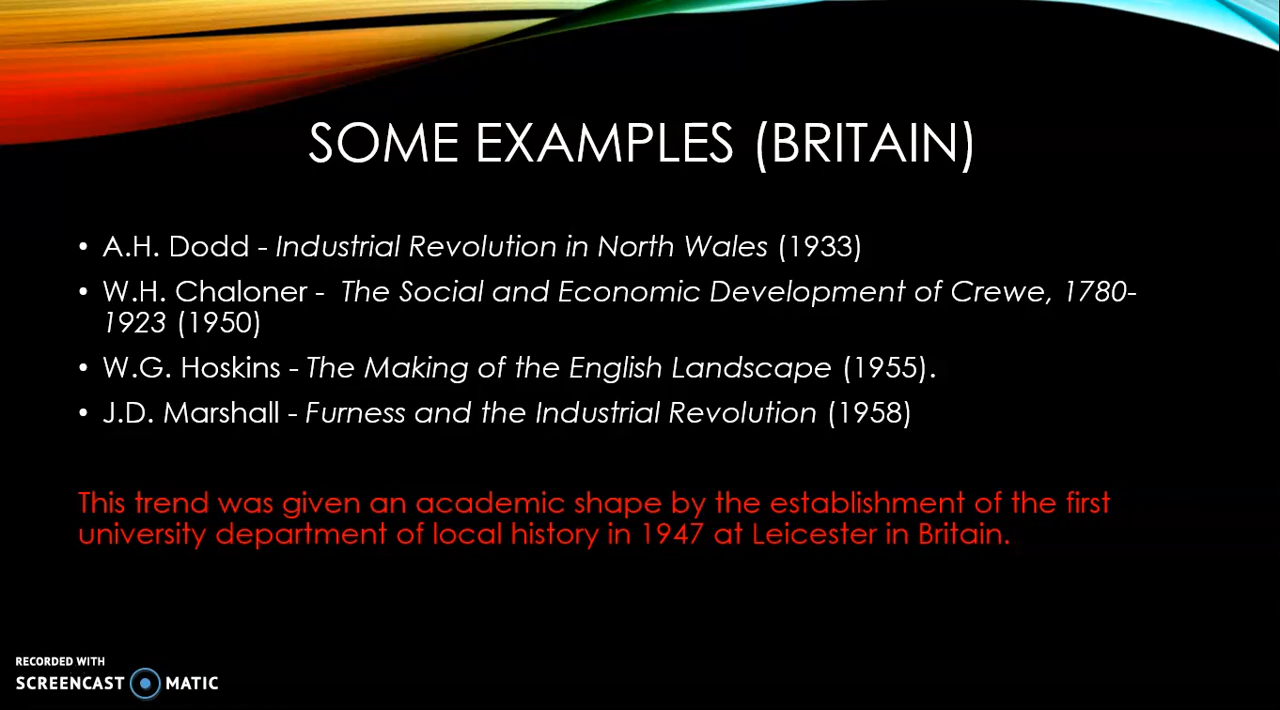 SOME EXAMPLES (BRITAIN)
• A.H. Dodd - Industrial Revolution in North Wales (1933)
• W.H. Chaloner - The Social and Economic Development of Crewe, 1780-
1923 (1950)
• W.G. Hoskins - The Making of the English Landscape (1955).
• J.D. Marshall - Furness and the Industrial Revolution (1958)
This trend was given an academic shape by the establishment of the first
university department of local history in 1947 at Leicester in Britain.
RECORDED WITH
SCREENCAST MATIC